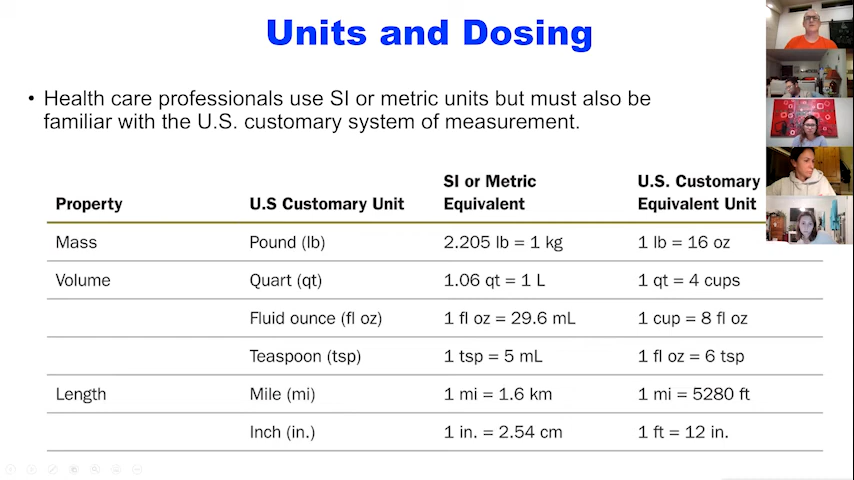 Units and Dosing
• Health care professionals use SI or metric units but must also be
familiar with the U.S. customary system of measurement.
Property U.S Customary Unit SI or Metric Equivalent U.S. Customary Equivalent Unit
Mass Pound (lb) 2.205 lb = 1 kg 1 lb = 16 oz
Volume Quart (qt) 1.06 qt = 1 L 1 qt = 4 cups
Fluid ounce (fl oz) 1 fl oz = 29.6 mL 1 cup = 8 fl oz
Teaspoon (tsp) 1 tsp = 5 mL 1 fl oz = 6 tsp
Length Mile (mi) 1 mi = 1.6 km 1 mi = 5280 ft
Inch (in.) 1 in. = 2.54 cm 1 ft = 12 in.